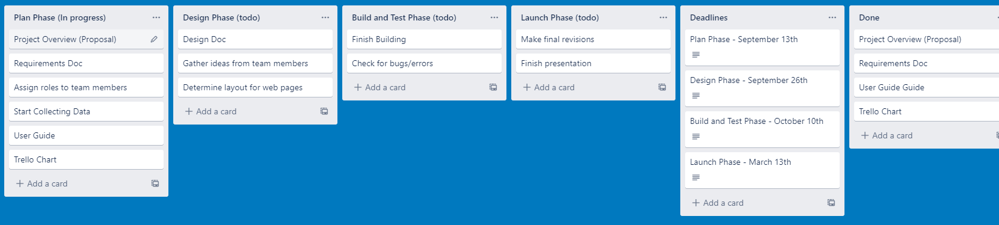 Plan Phase (In progress)
Project Overview (Proposal)
Requirements Doc
Assign roles to team members
Start Collecting Data
User Guide
Trello Chart
Add a card
Design Phase (todo)
Design Doc
Gather ideas from team members
Determine layout for web pages
Add a card
Build and Test Phase (todo)
Finish Building
Check for bugs/errors
Add a card
Launch Phase (todo)
Make final revisions
Finish presentation
Add a card
Deadlines
Plan Phase - September 13th
Design Phase - September 26th
Build and Test Phase - October 10th
Launch Phase - March 13th
Add a card
Done
Project Overview (Proposal)
Requirements Doc
User Guide Guide
Trello Chart
Add a card